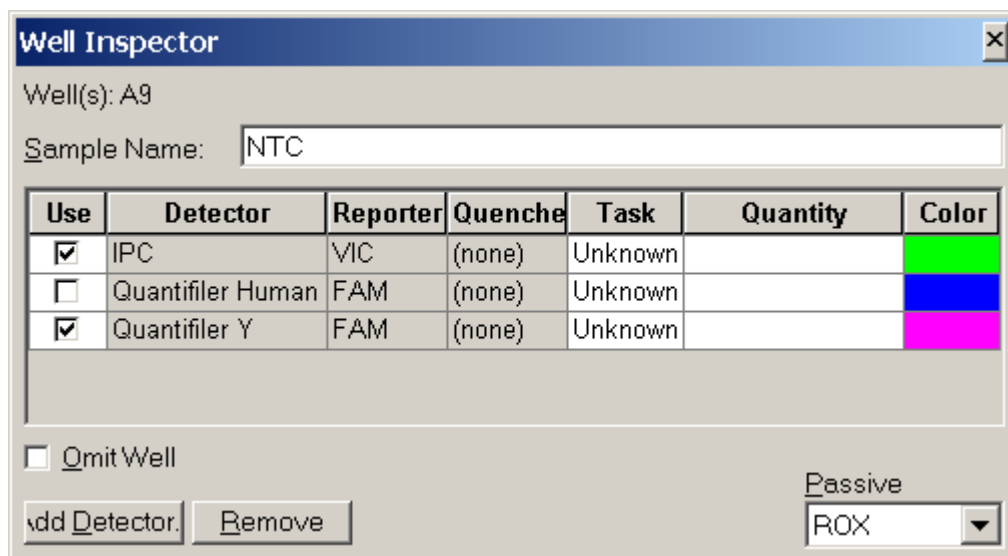 Well Inspector
Well(s): A9
Sample Name: NTC
Use Detector Reporter Quenche Task Quantity Color
IPC VIC (none) Unknown
Quantifiler Human FAM (none) Unknown
Quantifiler Y FAM (none) Unknown
Omit Well
Passive
Add Detector. Remove ROX